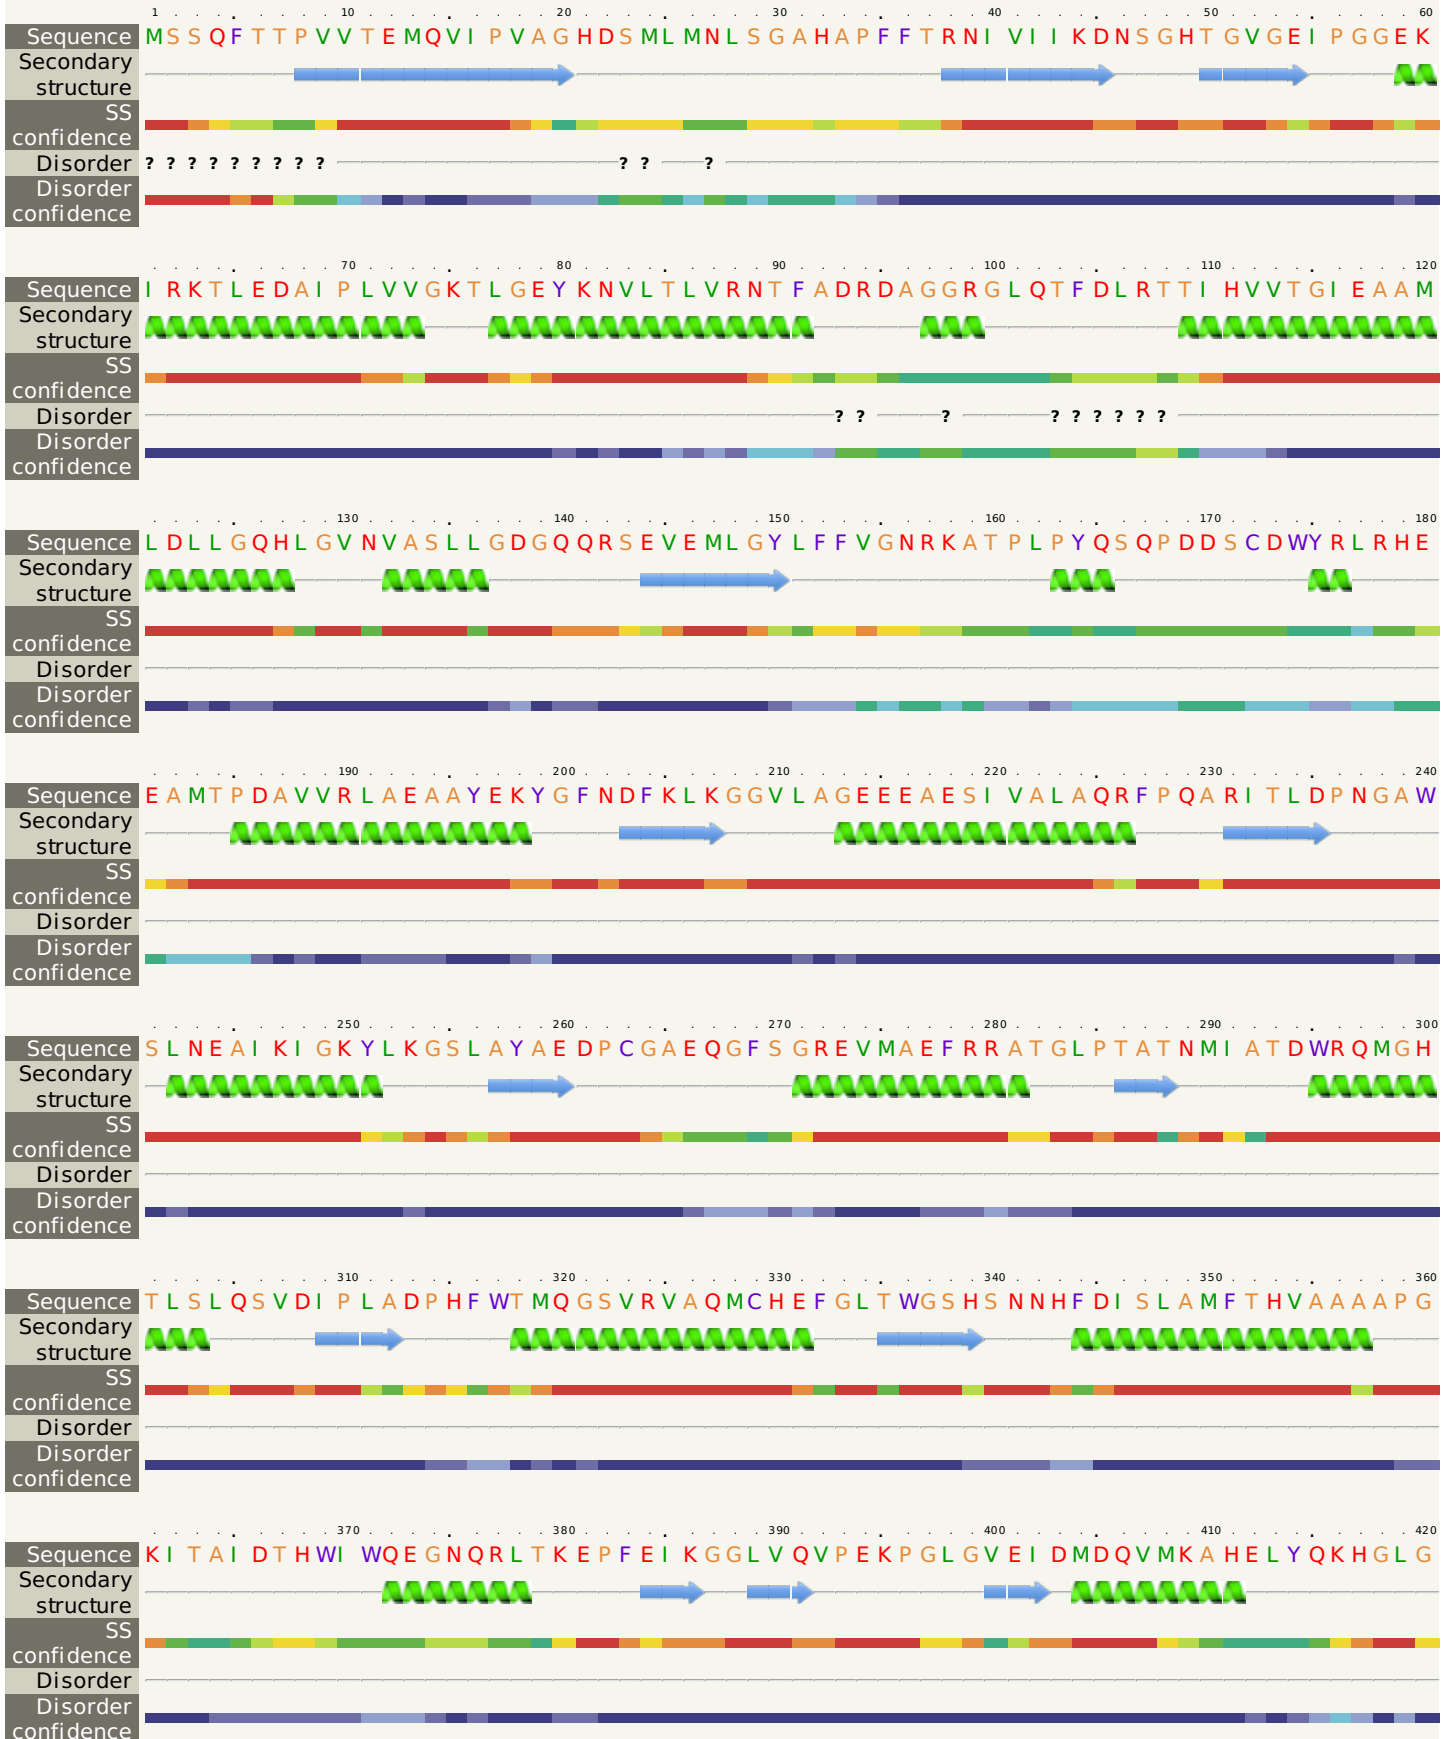 1 10 20 30 40 50 60
Sequence MSSQFTTPVVTEMQVIPVAGHDSMLMNLSGAHAPFFTRNIVIIKDNSGHTGVGEIPGGEK
Secondary
structure
SS
confidence
Disorder ? ? ? ? ? ? ? ? ? ? ? ?
Disorder
confidence
70 80 90 100 110 120
Sequence IRKTLEDAIPLVVGKTLGEYKNVLTLVRNTFADRDAGGRGLQTFDLRTTIHVVTGIEAAM
Secondary
structure
SS
confidence
Disorder ? ? ? ? ? ? ? ? ?
Disorder
confidence
130 140 150 160 170 180
Sequence LDLLGQHLGVNVASLLGDGQQRSEVEMLGYLFFVGNRKATPLPYQSQPDDSCDWYRLRHE
Secondary
structure
SS
confidence
Disorder
Disorder
confidence
190 200 210 220 230 240
Sequence EAMTPDAVVRLAEAAYEKYGFNDFKLKGGVLAGEEEAESIVALAQRFPQARITLDPNGAW
Secondary
structure
SS
confidence
Disorder
Disorder
confidence
250 260 270 280 290 300
Sequence SLNEAIKIGKYLKGSLAYAEDPCGAEQGFSGREVMAEFRRATGLPTATNMIATDWRQMGH
Secondary
structure
SS
confidence
Disorder
Disorder
confidence
310 320 330 340 350 360
Sequence TLSLQSVDIPLADPHFWTMQGSVRVAQMCHEFGLTWGSHSNNHFDISLAMFTHVAAAAPG
Secondary
structure
SS
confidence
Disorder
Disorder
confidence
370 380 390 400 410 420
Sequence KITAIDTHWIWQEGNQRLTKEPFEIKGGLVQVPEKPGLGVEIDMDQVMKAHELYQKHGLG
Secondary
structure
SS
confidence
Disorder
Disorder
confidence